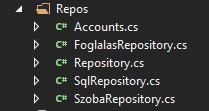 Repos
C# Accounts.cs
C# FoglalasRepository.cs
C# Repository.cs
C# SqlRepository.cs
C# SzobaRepository.cs